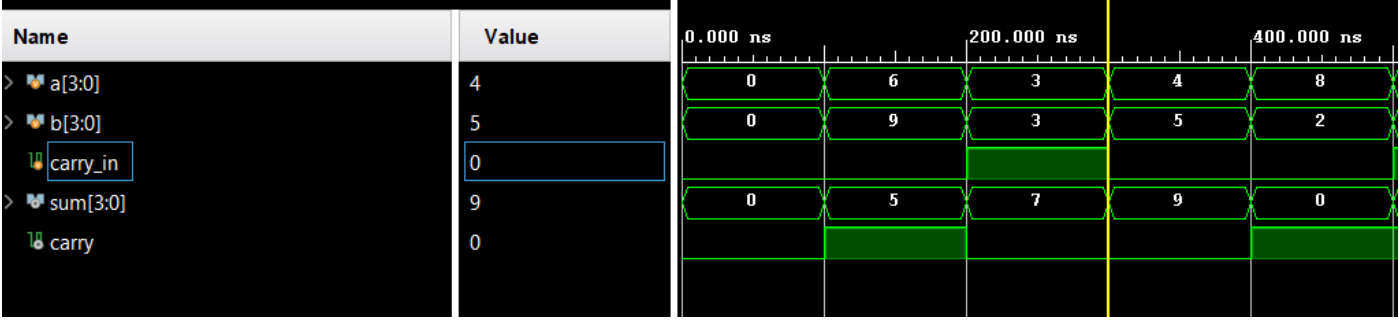 Name Value 0.000 ns 200.000 ns 400.000 ns
a[3:0] 4 0 6 3 4 8
b[3:0] 5 0 9 3 5 2
carry_in 0
sum[3:0] 9 0 5 7 9 0
carry 0